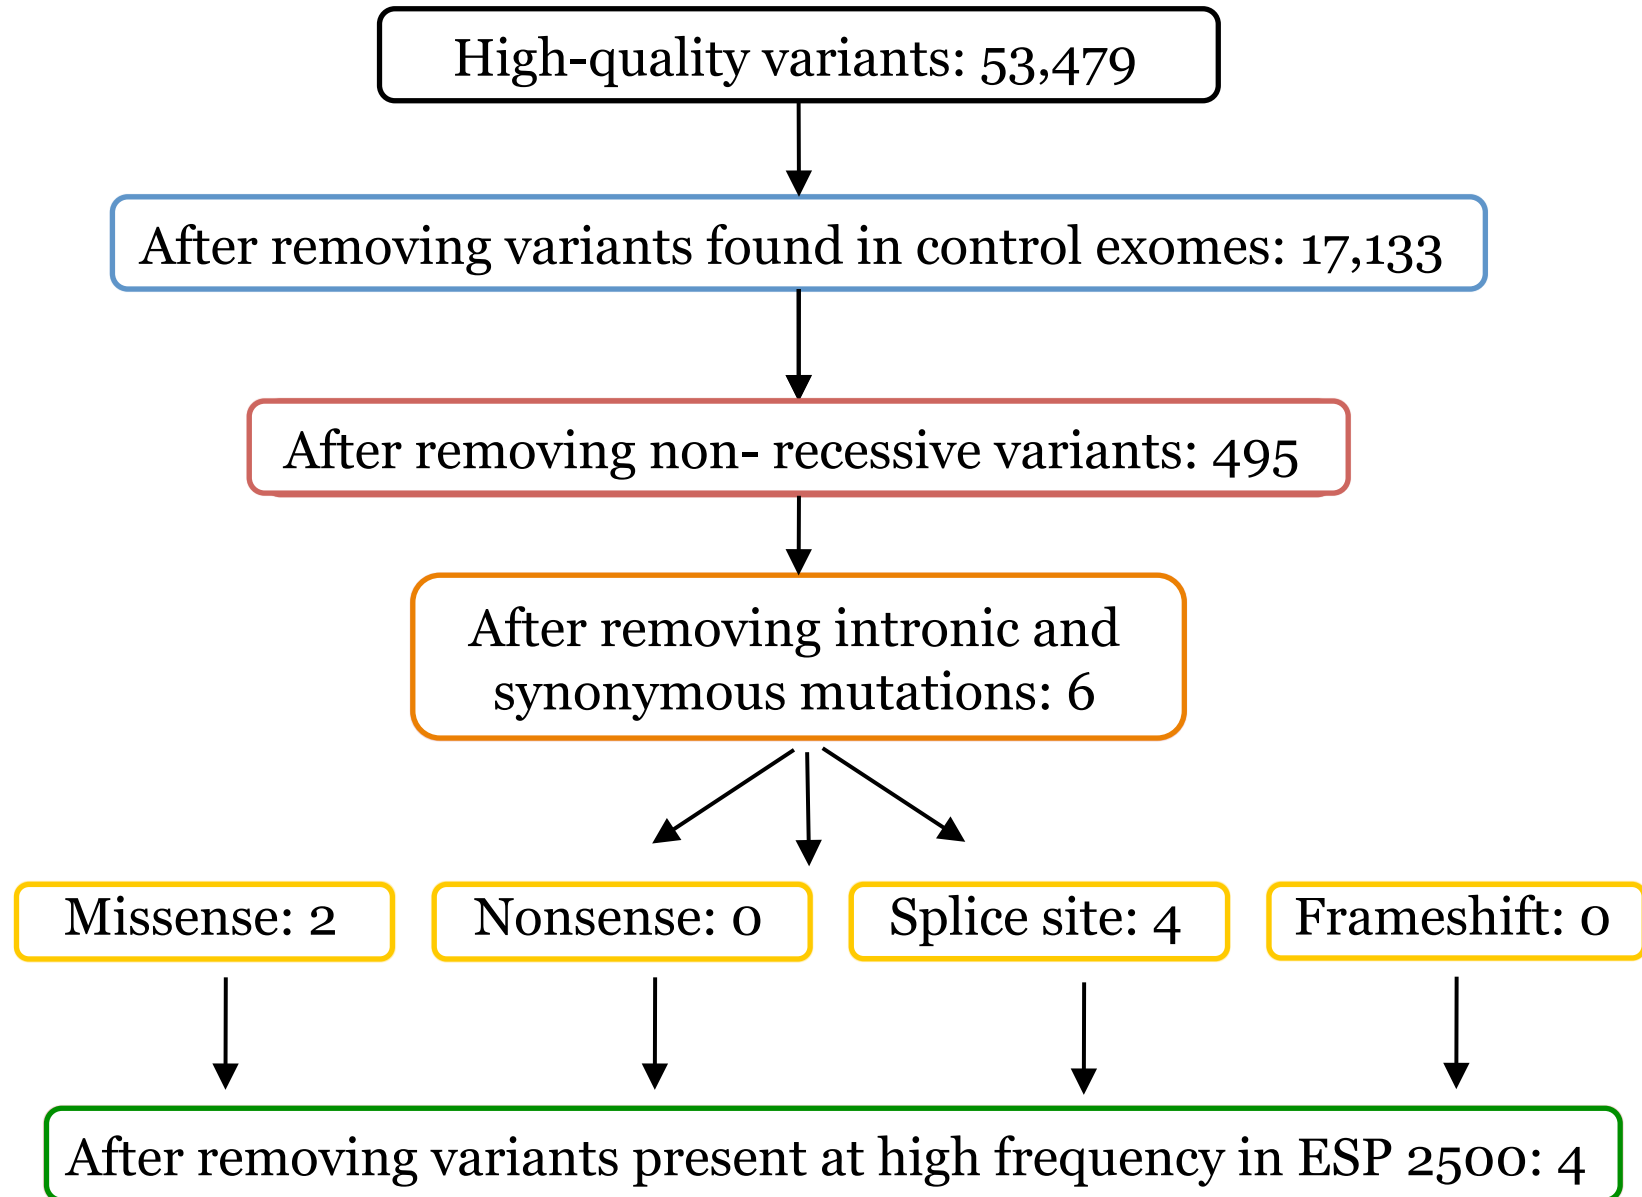 High-quality variants: 53,479
After removing variants found in control exomes: 17,133
After removing non- recessive variants: 495
After removing intronic and
synonymous mutations: 6
Missense: 2
Nonsense: 0
Splice site: 4
Frameshift: 0
After removing variants present at high frequency in ESP 2500: 4